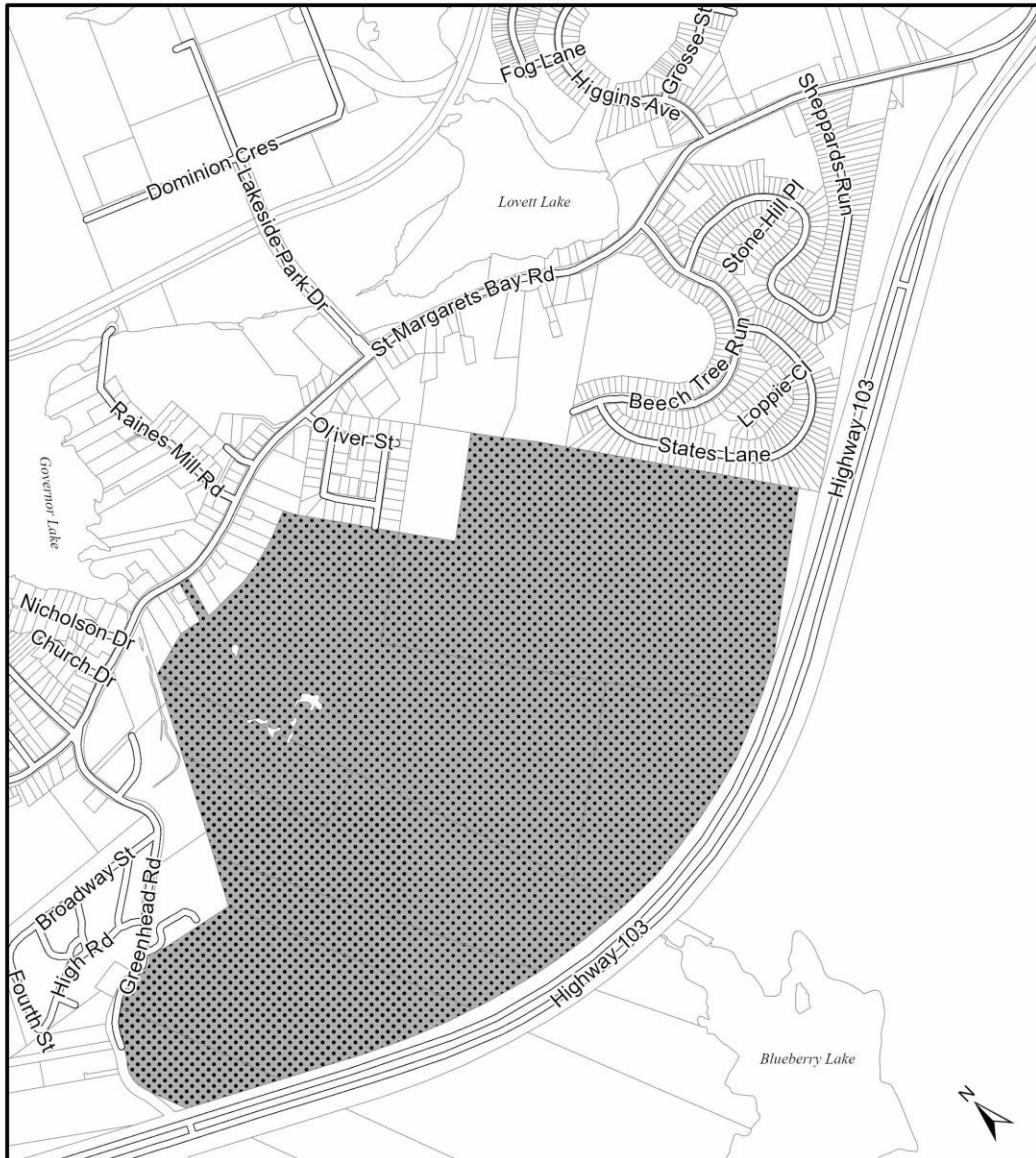 Fog Lane
Higgins Ave
Grosse St
Sheppards Run
Dominion Cres
Lakeside Park Dr
Lovett Lake
Stone Hill Pl
St Margarets Bay Rd
Beech Tree Run
Loppie Cl
States Lane
Highway 103
Raines Mill Rd
Oliver St
Governor Lake
Nicholson Dr
Church Dr
Broadway St
High Rd
Greenhead Rd
Fourth St
Highway 103
Blueberry Lake
N